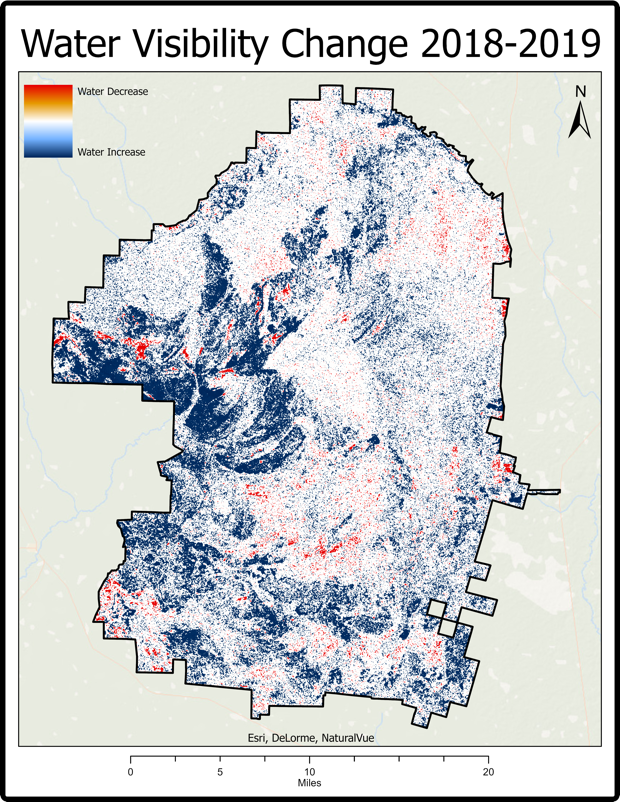 Water Visibility Change 2018-2019
Water Decrease
Water Increase
N
Esri, DeLorme, NaturalVue
0 5 10 20
Miles